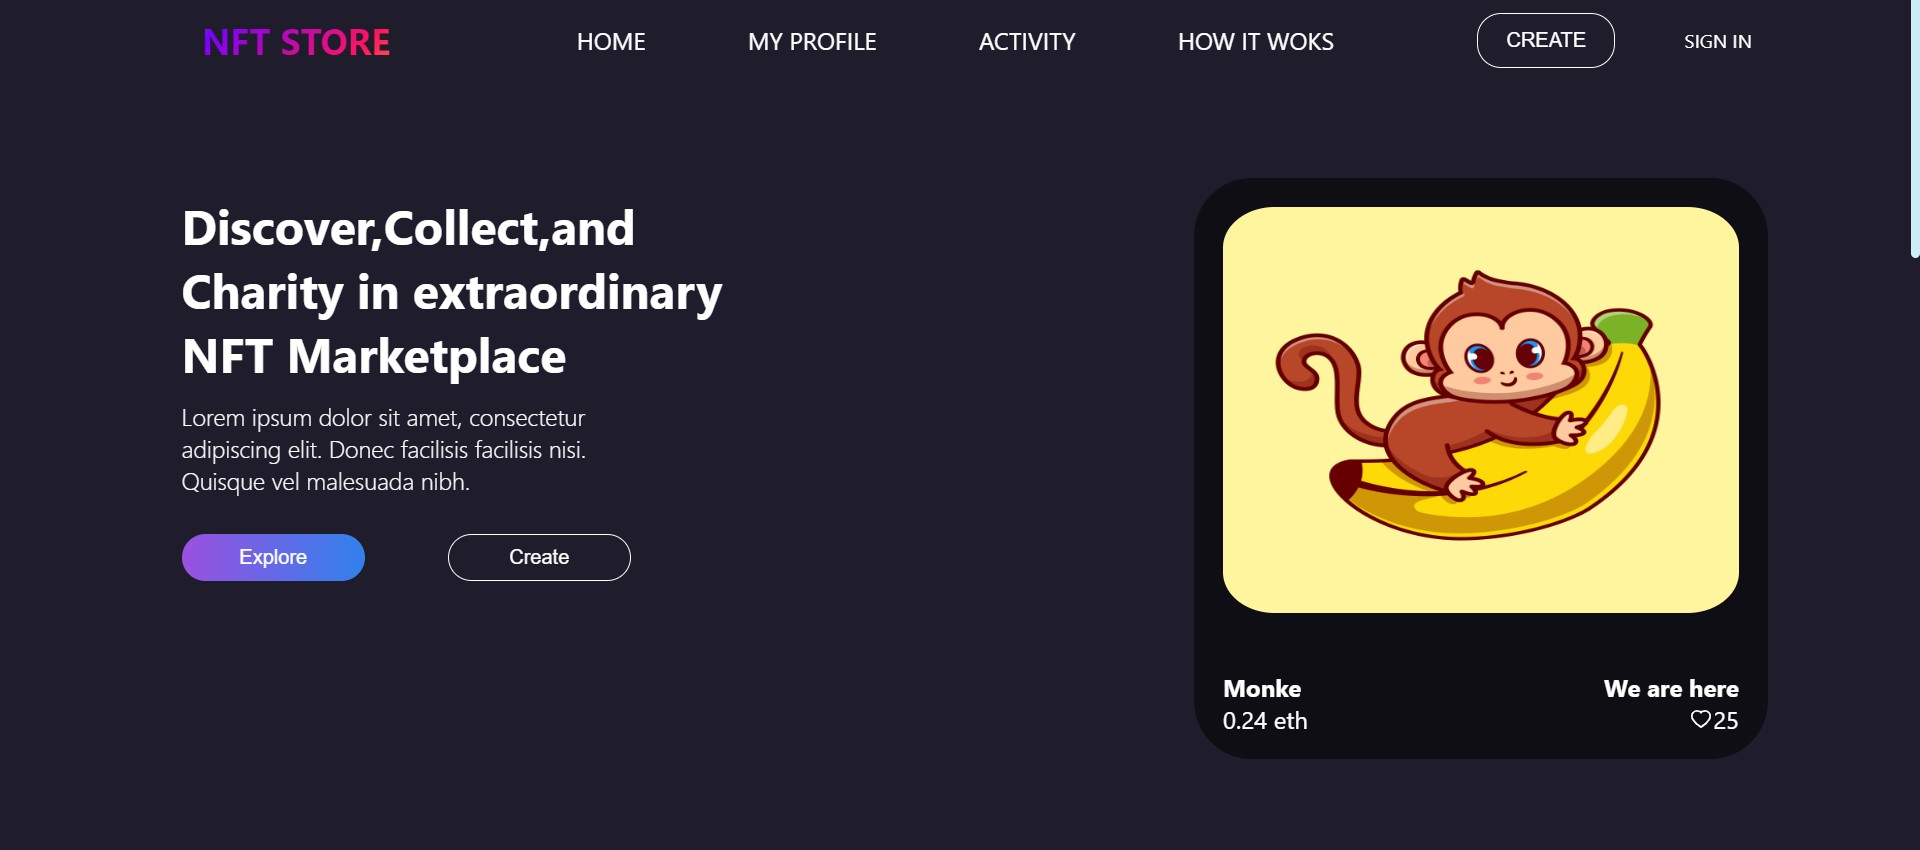 NFT STORE
HOME
MY PROFILE
ACTIVITY
HOW IT WOKS
CREATE
SIGN IN
Discover,Collect,and
Charity in extraordinary
NFT Marketplace
Lorem ipsum dolor sit amet, consectetur
adipiscing elit. Donec facilisis facilisis nisi.
Quisque vel malesuada nibh.
Explore
Create
Monke
We are here
0.24 eth
♡25